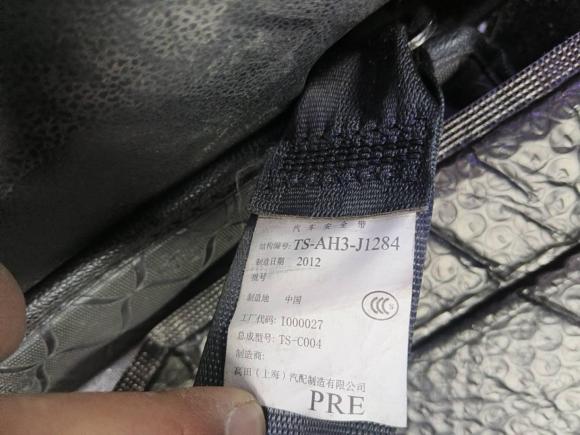 汽车安全带
结构编号: TS-AH3-J1284
制造日期 2012
批号
制造地 中国
CCC
工厂代码: I000027
总成型号: TS-C004
制造商:
高田（上海）汽配制造有限公司
PRE